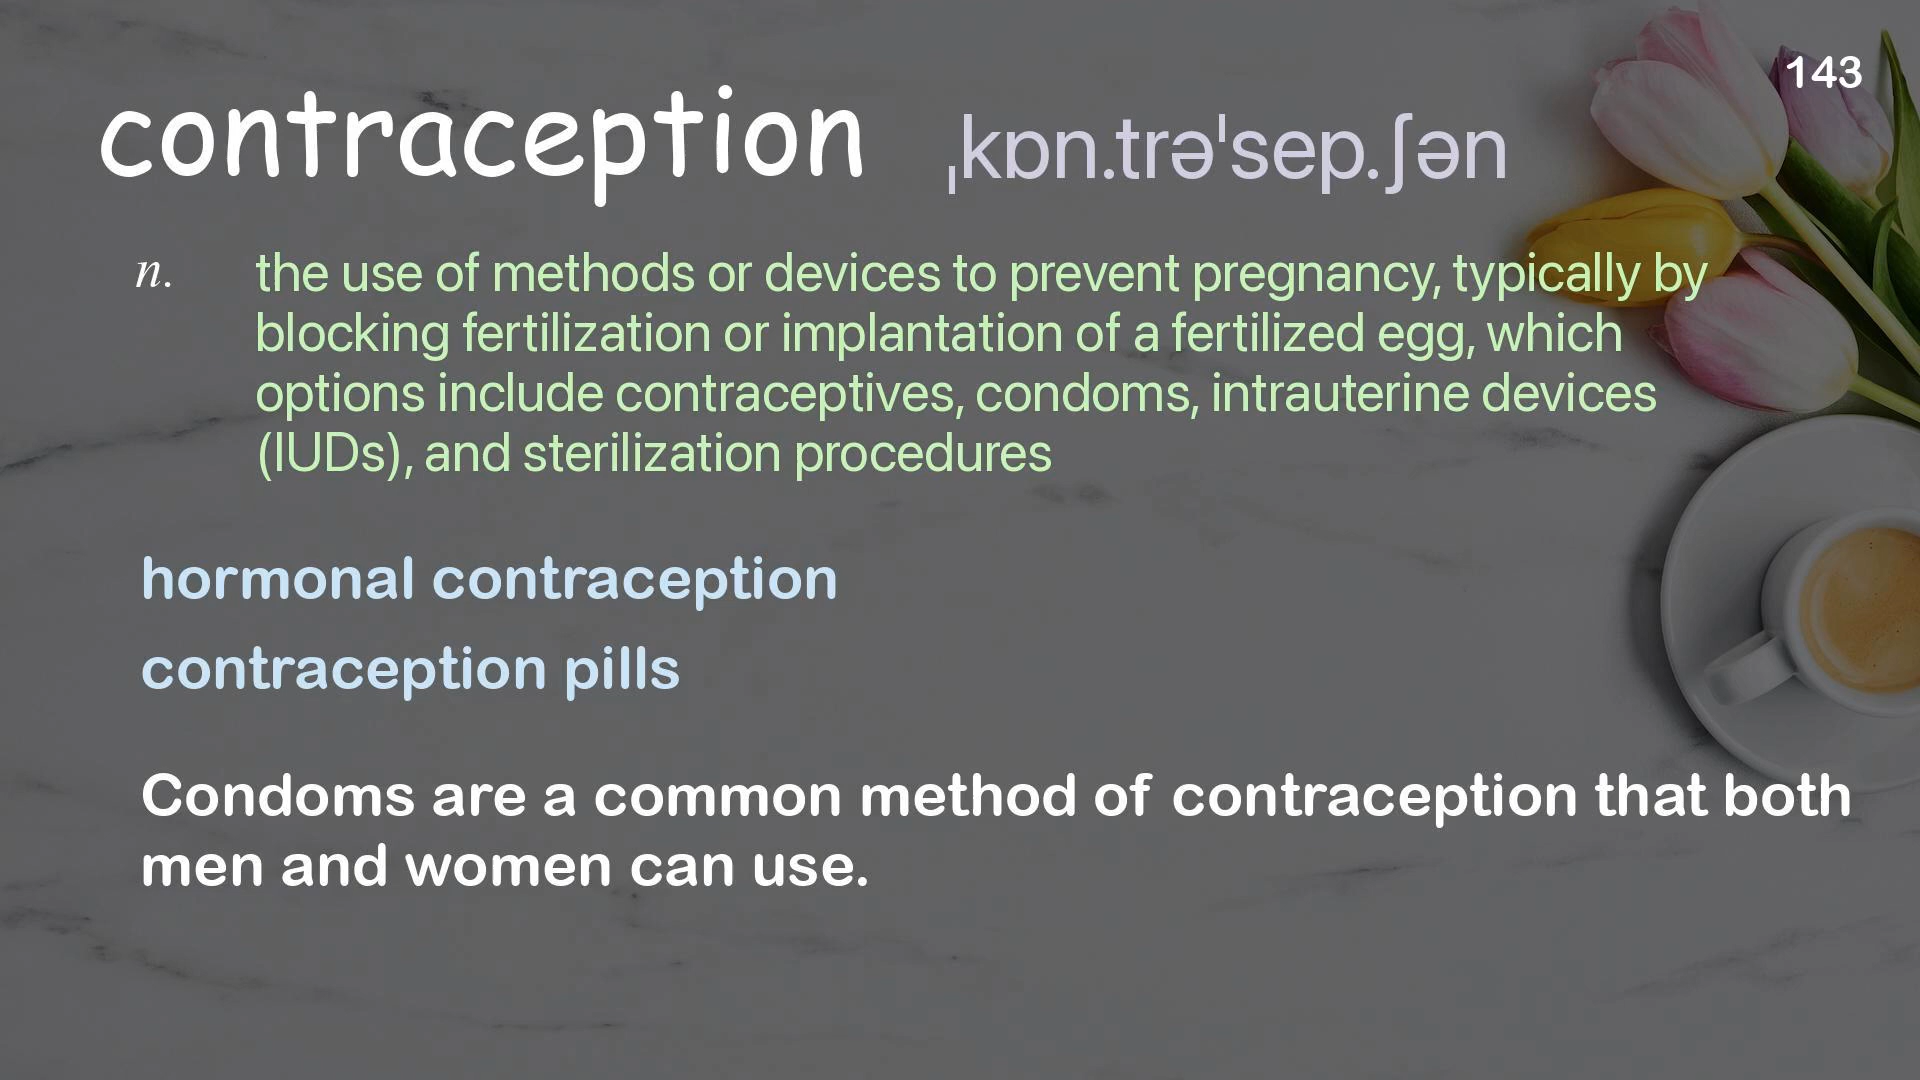 143
contraception ˌkɒn.trəˈsep.ʃən
n. the use of methods or devices to prevent pregnancy, typically by
blocking fertilization or implantation of a fertilized egg, which
options include contraceptives, condoms, intrauterine devices
(IUDs), and sterilization procedures
hormonal contraception
contraception pills
Condoms are a common method of contraception that both
men and women can use.